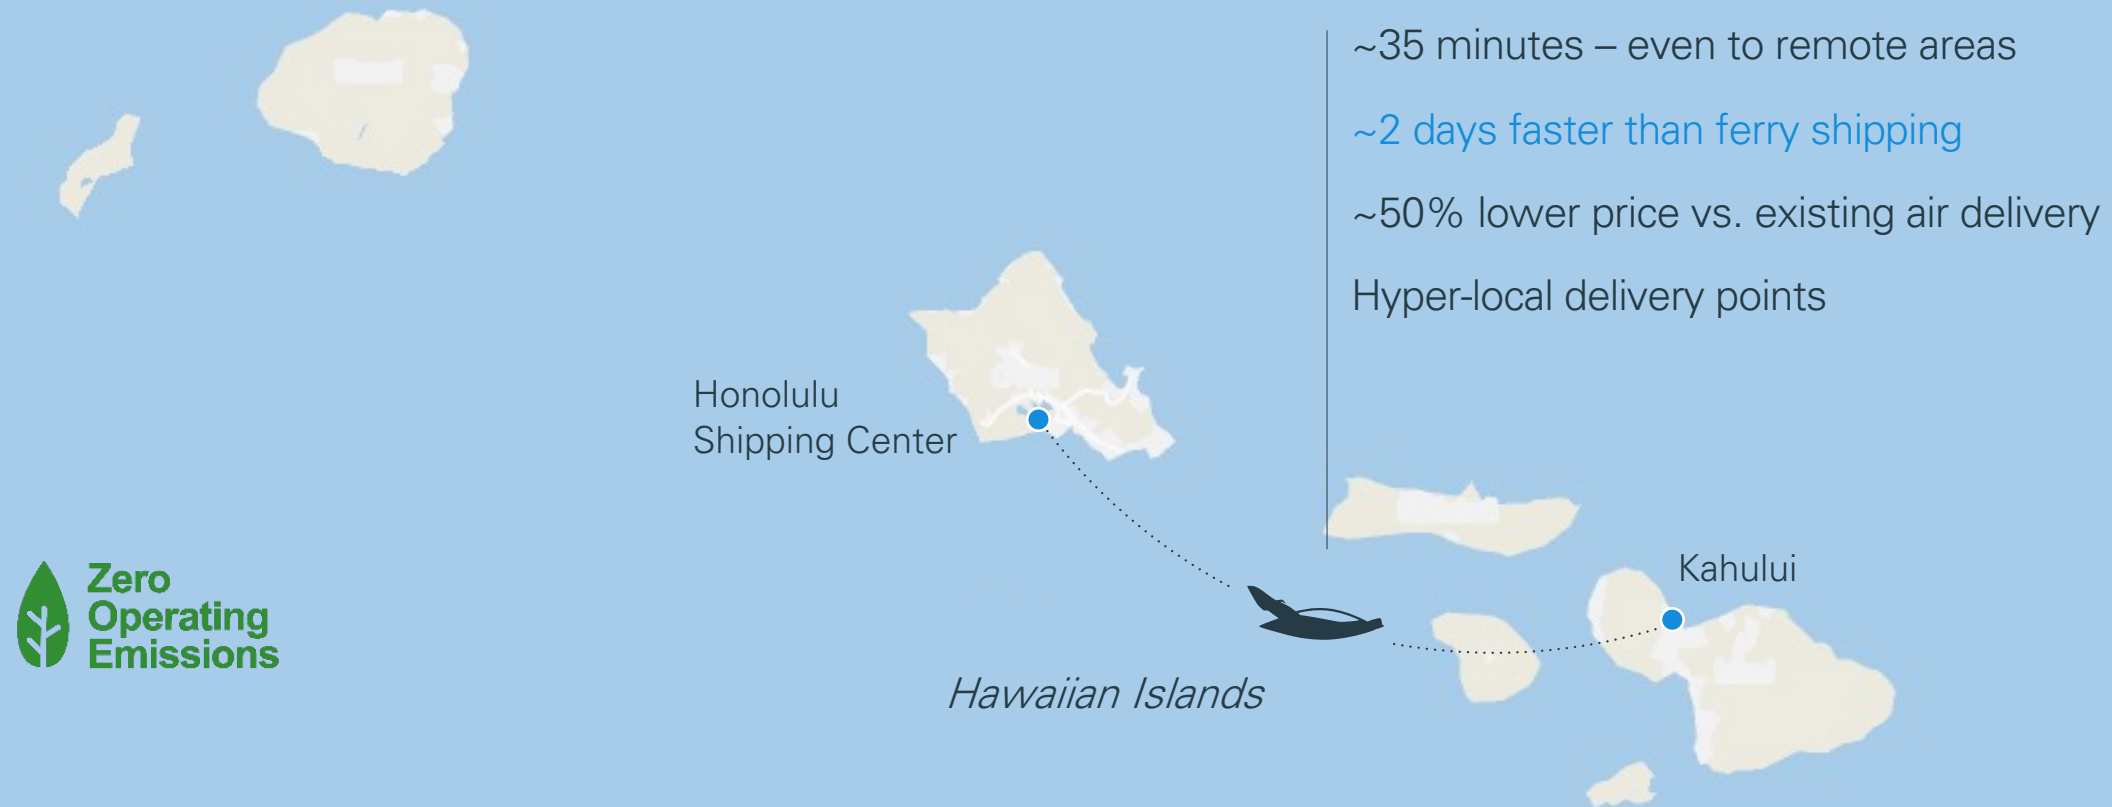 ~35 minutes – even to remote areas
~2 days faster than ferry shipping
~50% lower price vs. existing air delivery
Hyper-local delivery points
Honolulu
Shipping Center
Kahului
Zero
Operating
Emissions
Hawaiian Islands